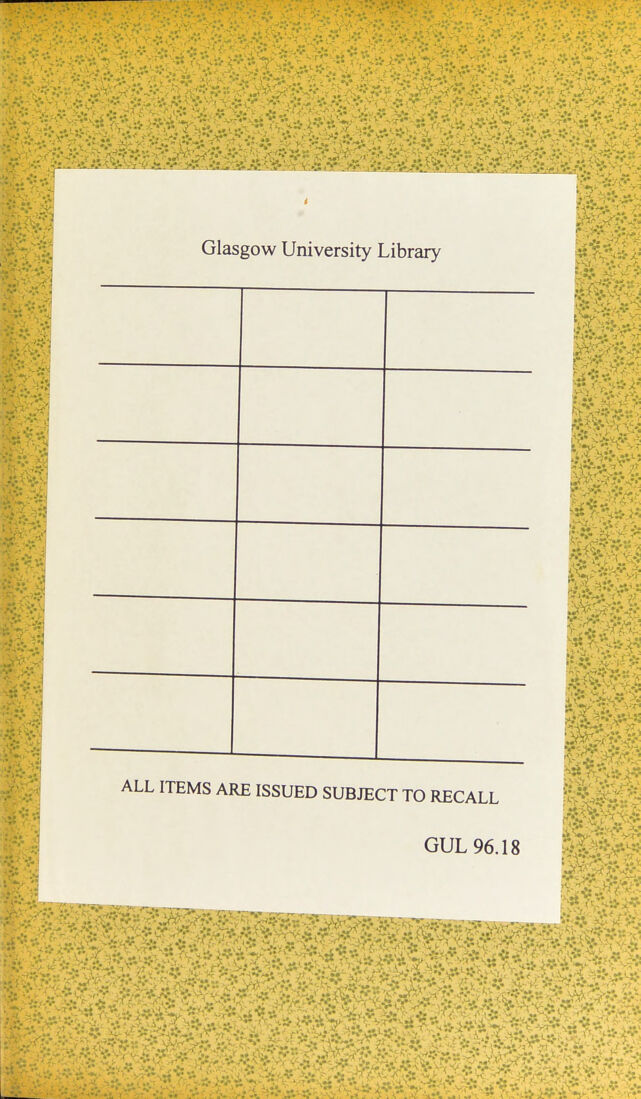 Glasgow University Library
ALL ITEMS ARE ISSUED SUBJECT TO RECALL
GUL 96.18